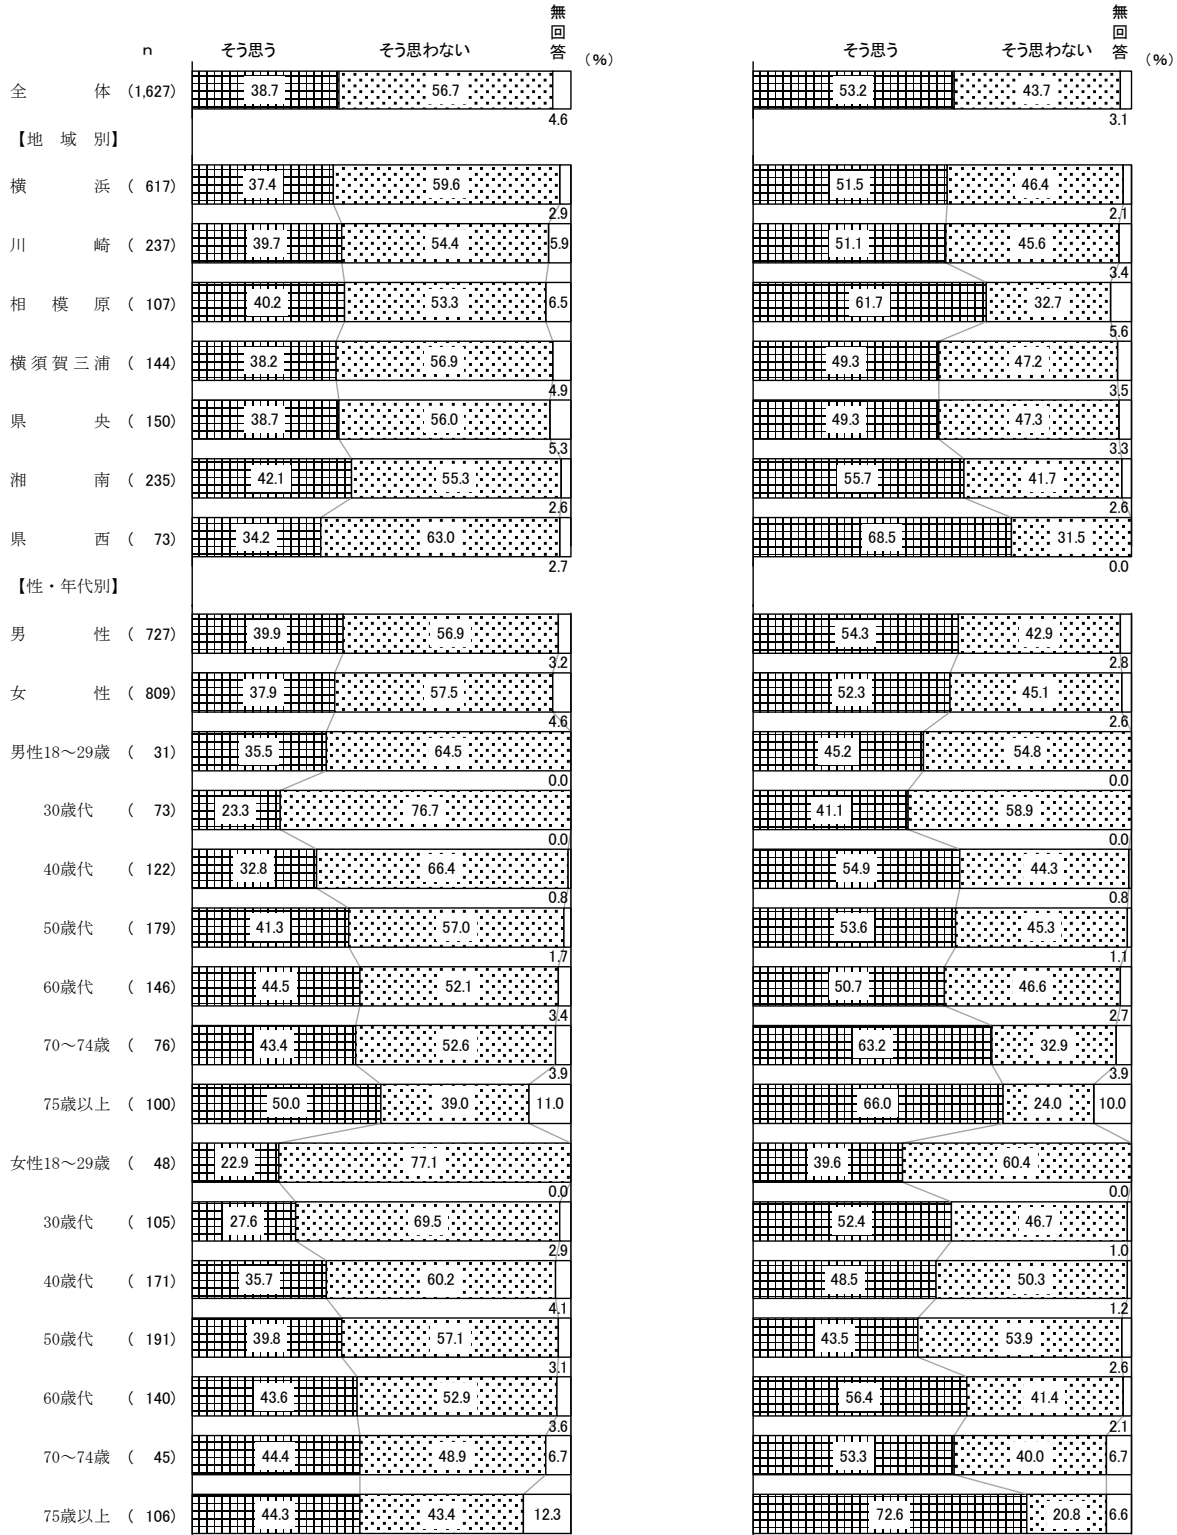 無 無
回 回
n そう思う そう思わない 答 (%) そう思う そう思わない 答 (%)
全体 (1,627) 38.7 56.7 53.2 43.7
4.6 3.1
【地域別】
横浜 ( 617) 37.4 59.6 51.5 46.4
2.9 2.1
川崎 ( 237) 39.7 54.4 5.9 51.1 45.6
3.4
相模原 ( 107) 40.2 53.3 6.5 61.7 32.7
5.6
横須賀三浦 ( 144) 38.2 56.9 49.3 47.2
4.9 3.5
県央 ( 150) 38.7 56.0 49.3 47.3
5.3 3.3
湘南 ( 235) 42.1 55.3 55.7 41.7
2.6 2.6
県西 ( 73) 34.2 63.0 68.5 31.5
2.7 0.0
【性・年代別】
男性 ( 727) 39.9 56.9 54.3 42.9
3.2 2.8
女性 ( 809) 37.9 57.5 52.3 45.1
4.6 2.6
男性18～29歳 ( 31) 35.5 64.5 45.2 54.8
0.0 0.0
30歳代 ( 73) 23.3 76.7 41.1 58.9
0.0 0.0
40歳代 ( 122) 32.8 66.4 54.9 44.3
0.8 0.8
50歳代 ( 179) 41.3 57.0 53.6 45.3
1.7 1.1
60歳代 ( 146) 44.5 52.1 50.7 46.6
3.4 2.7
70～74歳 ( 76) 43.4 52.6 63.2 32.9
3.9 3.9
75歳以上 ( 100) 50.0 39.0 11.0 66.0 24.0 10.0
女性18～29歳 ( 48) 22.9 77.1 39.6 60.4
0.0 0.0
30歳代 ( 105) 27.6 69.5 52.4 46.7
2.9 1.0
40歳代 ( 171) 35.7 60.2 48.5 50.3
4.1 1.2
50歳代 ( 191) 39.8 57.1 43.5 53.9
3.1 2.6
60歳代 ( 140) 43.6 52.9 56.4 41.4
3.6 2.1
70～74歳 ( 45) 44.4 48.9 6.7 53.3 40.0 6.7
75歳以上 ( 106) 44.3 43.4 12.3 72.6 20.8 6.6